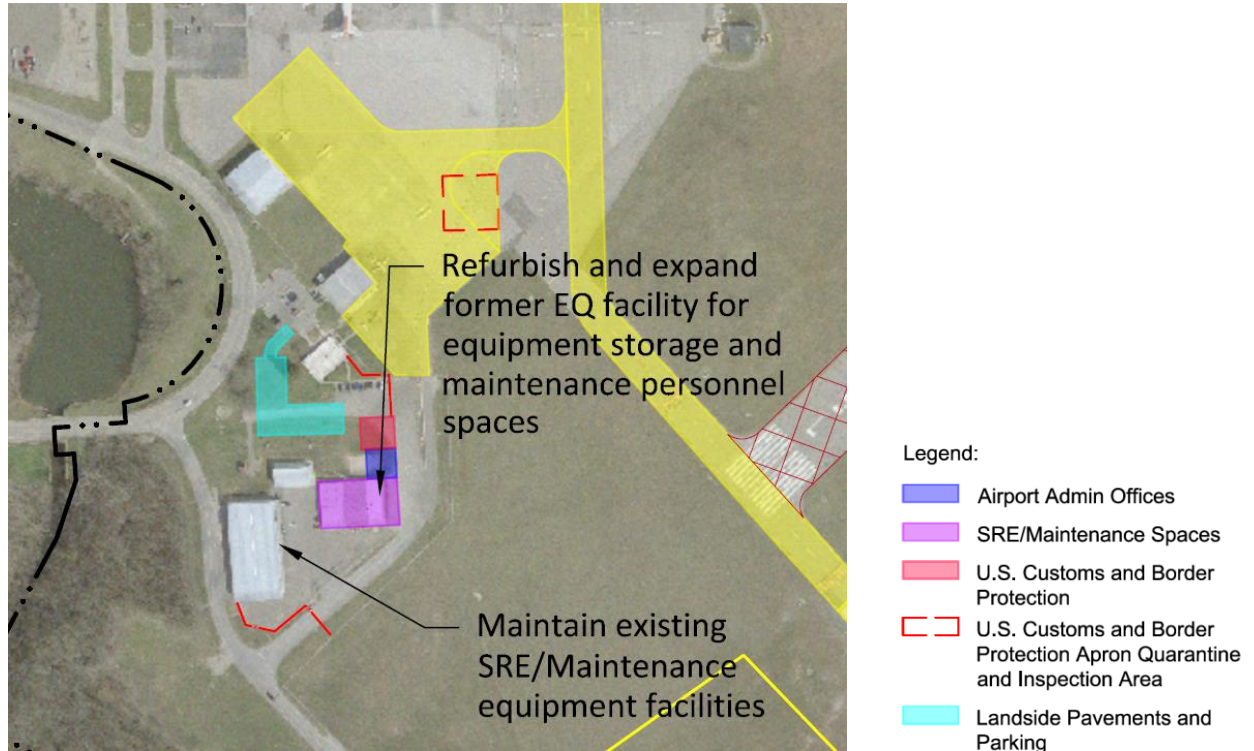 Refurbish and expand
former EQ facility for
equipment storage and
maintenance personnel
spaces
Maintain existing
SRE/Maintenance
equipment facilities
Legend:
Airport Admin Offices
SRE/Maintenance Spaces
U.S. Customs and Border
Protection
U.S. Customs and Border
Protection Apron Quarantine
and Inspection Area
Landside Pavements and
Parking